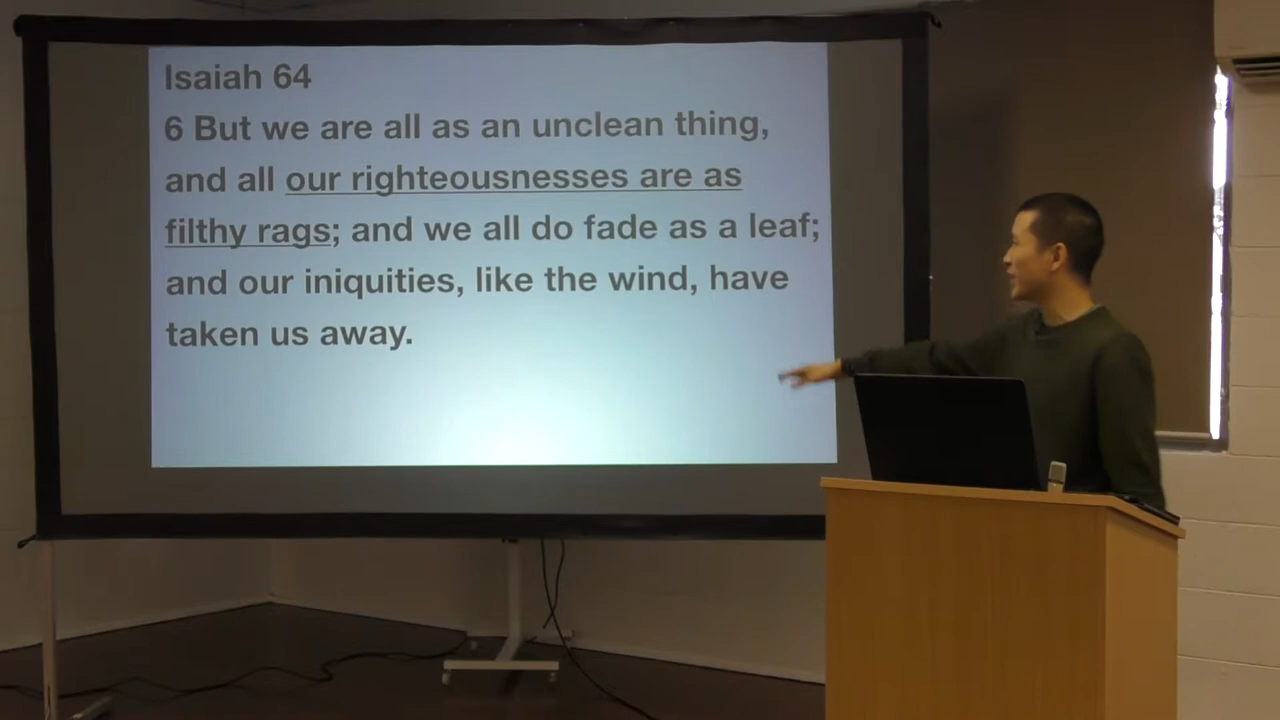 Isaiah 64
6 But we are all as an unclean thing,
and all our righteousnesses are as
filthy rags; and we all do fade as a leaf;
and our iniquities, like the wind, have
taken us away.